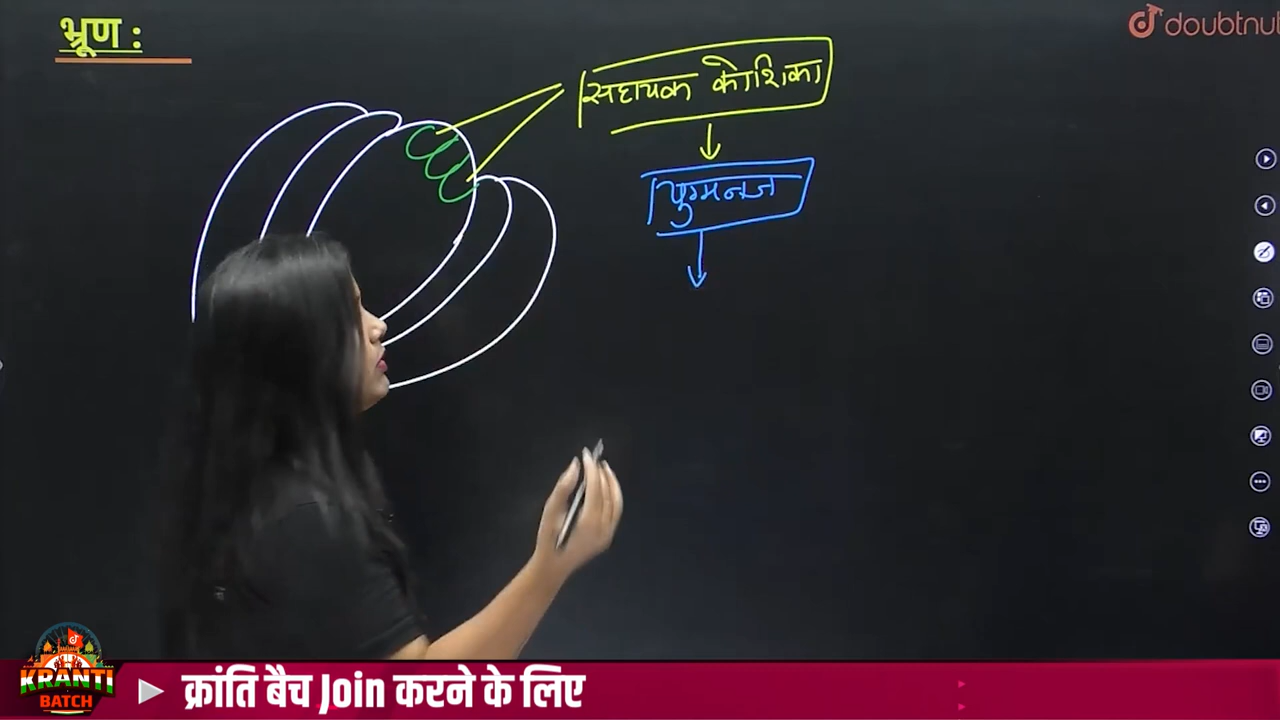 भ्रूण :
doubtnut
सहायक कोशिका
युग्मनज
KRANTI
BATCH
क्रांति बैच Join करने के लिए